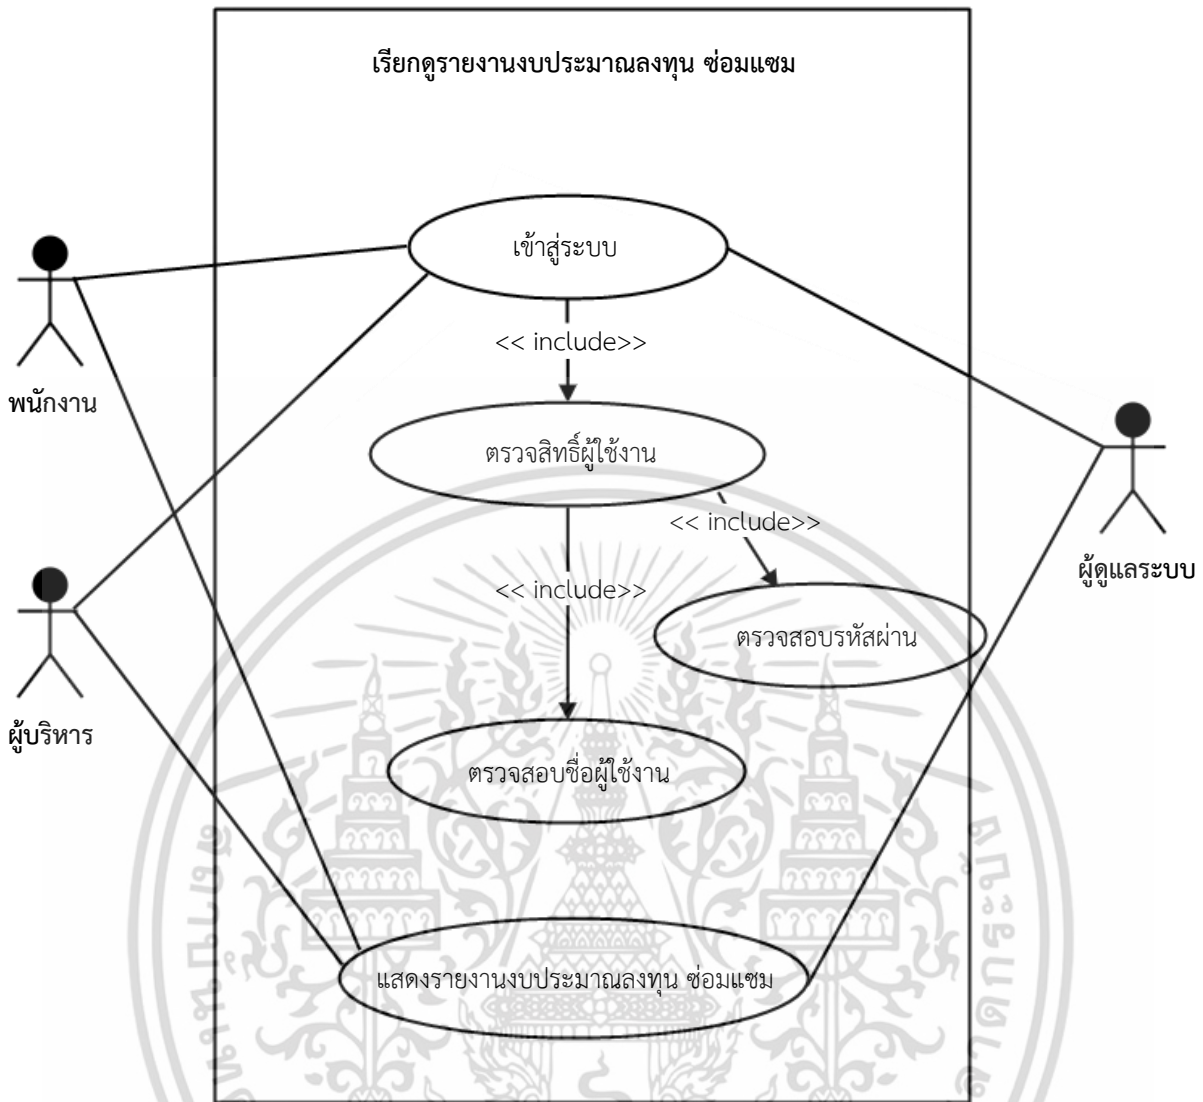 เรียกดูรายงานงบประมาณลงทุน ซ่อมแซม
เข้าสู่ระบบ
<< include>>
พนักงาน
ตรวจสิทธิ์ผู้ใช้งาน
<< include>>
ผู้ดูแลระบบ
<< include>>
ตรวจสอบรหัสผ่าน
ผู้บริหาร
ตรวจสอบชื่อผู้ใช้งาน
แสดงรายงานงบประมาณลงทุน ซ่อมแซม